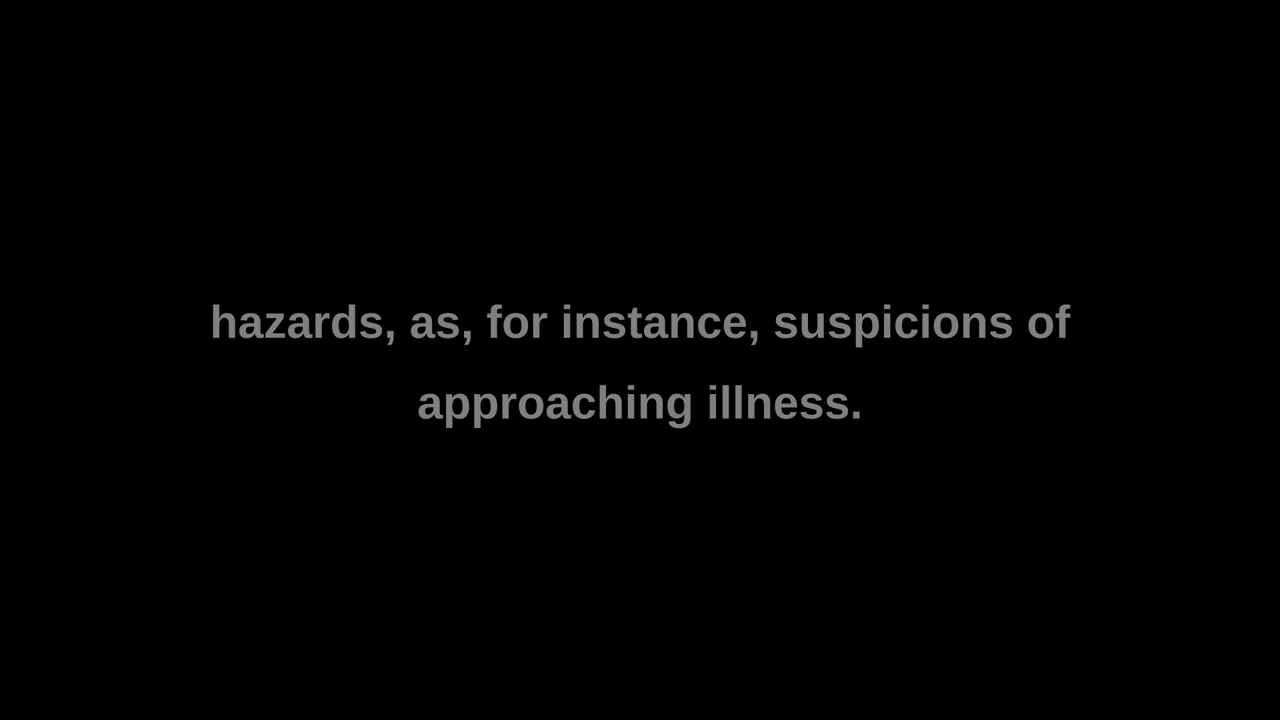 hazards, as, for instance, suspicions of
approaching illness.